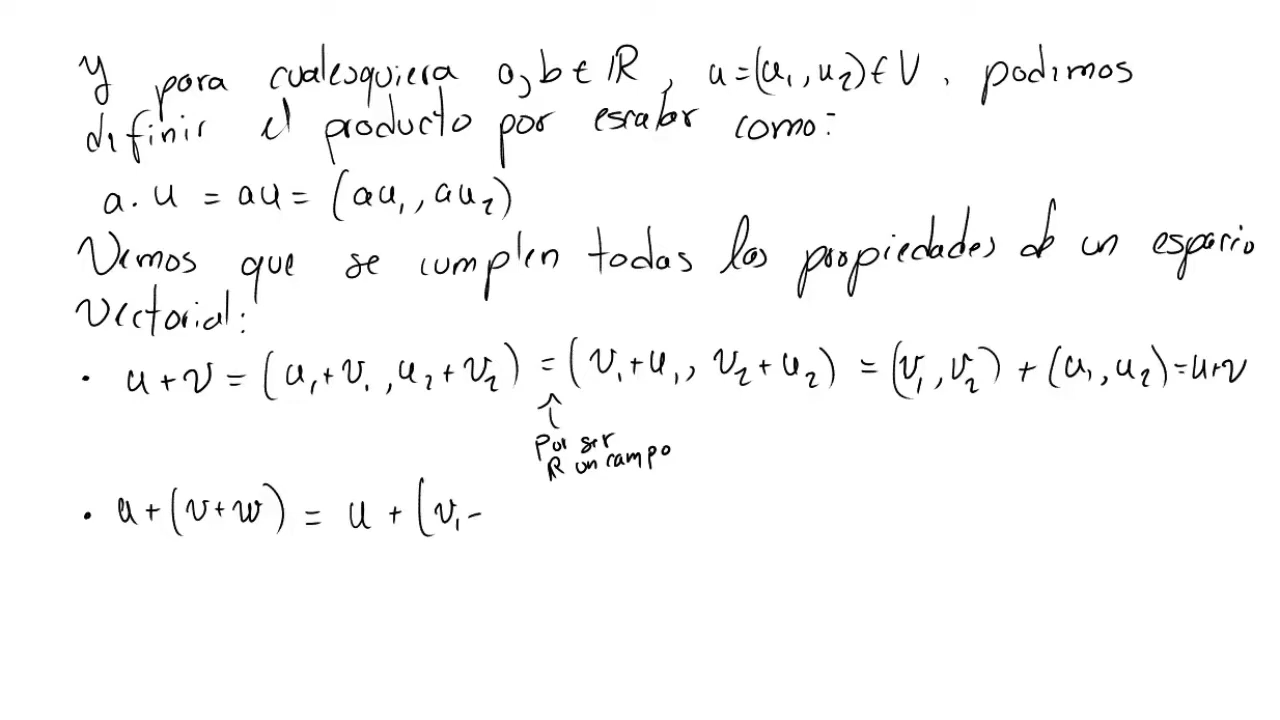 Y para cualesquiera a, b ∈ ℝ, u = (u₁, u₂) ∈ V, podemos
definir el producto por escalar como:
a. u = au = (au₁, au₂)
Vemos que se cumplen todas las propiedades de un espacio
vectorial:
· u + v = (u₁ + v₁, u₂ + v₂) = (v₁ + u₁, v₂ + u₂) = (v₁, v₂) + (u₁, u₂) = u + v
↑
Por ser
ℝ un campo
· u + (v + w) = u + (v₁ -